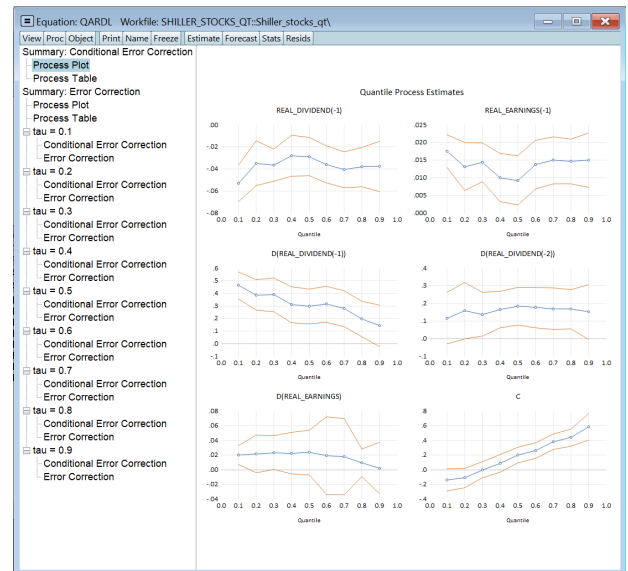 Equation: QARDL Workfile: SHILLER_STOCKS_QT::Shiller_stocks_qt\
View Proc Object Print Name Freeze Estimate Forecast Stats Resids
Summary: Conditional Error Correction
Process Plot
Process Table
Summary: Error Correction
Process Plot
Process Table
tau = 0.1
Conditional Error Correction
Error Correction
tau = 0.2
Conditional Error Correction
Error Correction
tau = 0.3
Conditional Error Correction
Error Correction
tau = 0.4
Conditional Error Correction
Error Correction
tau = 0.5
Conditional Error Correction
Error Correction
tau = 0.6
Conditional Error Correction
Error Correction
tau = 0.7
Conditional Error Correction
Error Correction
tau = 0.8
Conditional Error Correction
Error Correction
tau = 0.9
Conditional Error Correction
Error Correction
Quantile Process Estimates
REAL_DIVIDEND(-1)
.00
-.02
-.04
-.06
-.08
0.0 0.1 0.2 0.3 0.4 0.5 0.6 0.7 0.8 0.9 1.0
Quantile
REAL_EARNINGS(-1)
.025
.020
.015
.010
.005
.000
0.0 0.1 0.2 0.3 0.4 0.5 0.6 0.7 0.8 0.9 1.0
Quantile
D(REAL_DIVIDEND(-1))
.6
.5
.4
.3
.2
.1
.0
-.1
0.0 0.1 0.2 0.3 0.4 0.5 0.6 0.7 0.8 0.9 1.0
Quantile
D(REAL_DIVIDEND(-2))
.4
.3
.2
.1
.0
-.1
0.0 0.1 0.2 0.3 0.4 0.5 0.6 0.7 0.8 0.9 1.0
Quantile
D(REAL_EARNINGS)
.08
.06
.04
.02
.00
-.02
-.04
0.0 0.1 0.2 0.3 0.4 0.5 0.6 0.7 0.8 0.9 1.0
Quantile
C
.8
.6
.4
.2
.0
-.2
-.4
0.0 0.1 0.2 0.3 0.4 0.5 0.6 0.7 0.8 0.9 1.0
Quantile